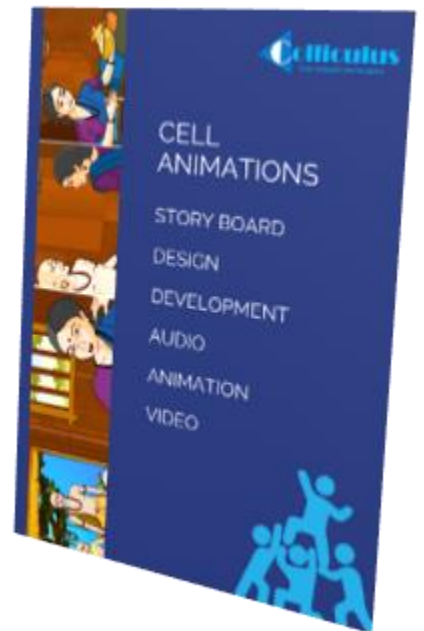 Colliculus
CELL
ANIMATIONS
STORY BOARD
DESIGN
DEVELOPMENT
AUDIO
ANIMATION
VIDEO